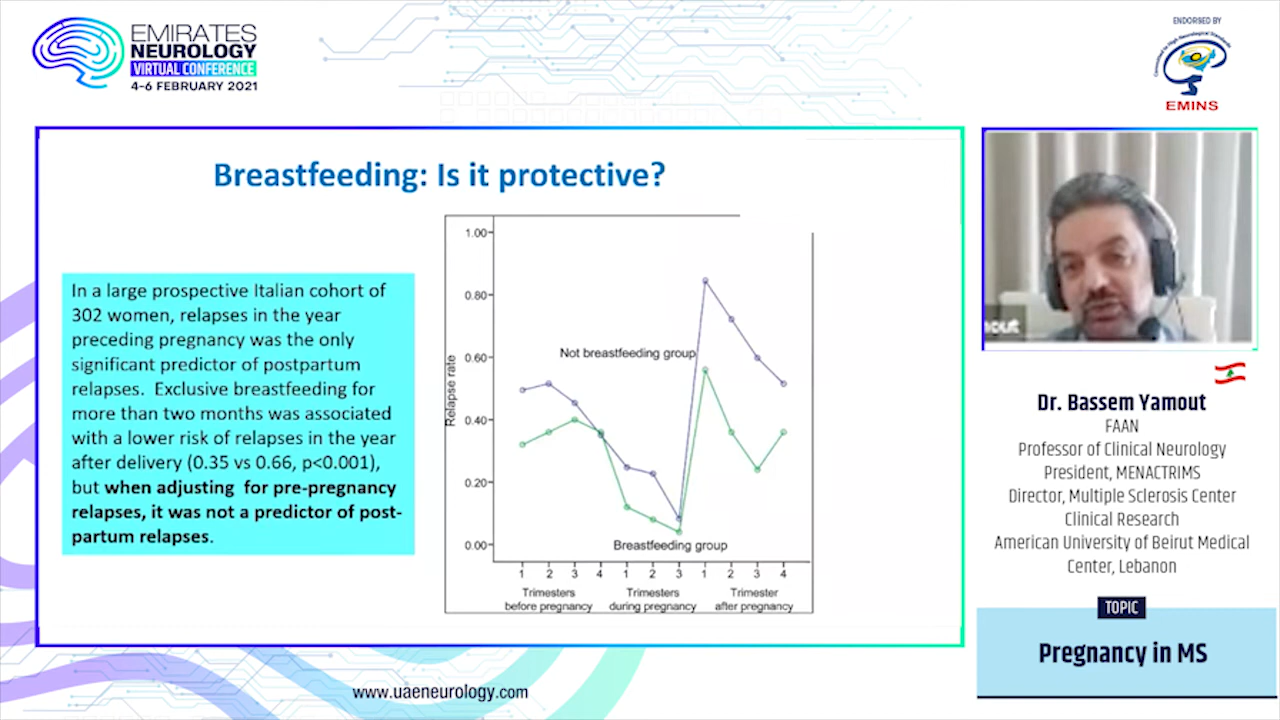 EMIRATES
NEUROLOGY
VIRTUAL CONFERENCE
4-6 FEBRUARY 2021
ENDORSED BY
EMINS
Breastfeeding: Is it protective?
In a large prospective Italian cohort of
302 women, relapses in the year
preceding pregnancy was the only
significant predictor of postpartum
relapses. Exclusive breastfeeding for
more than two months was associated
with a lower risk of relapses in the year
after delivery (0.35 vs 0.66, p<0.001),
but when adjusting for pre-pregnancy
relapses, it was not a predictor of post-
partum relapses.
Relapse rate
1.00
0.80
0.60
0.40
0.20
0.00
Not breastfeeding group
Breastfeeding group
1 2 3 4 1 2 3 1 2 3 4
Trimesters
before pregnancy
Trimesters
during pregnancy
Trimester
after pregnancy
Dr. Bassem Yamout
FAAN
Professor of Clinical Neurology
President, MENACTRIMS
Director, Multiple Sclerosis Center
Clinical Research
American University of Beirut Medical
Center, Lebanon
TOPIC
Pregnancy in MS
www.uaeneurology.com